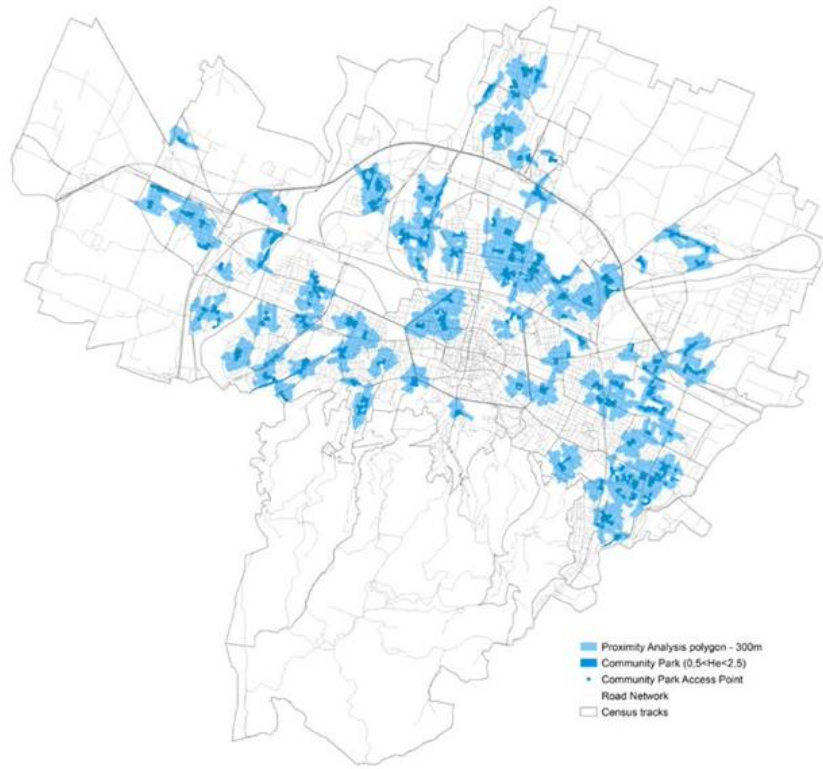 Proximity Analysis polygon - 300m
Community Park (0,5<He<2,5)
Community Park Access Point
Road Network
Census tracks